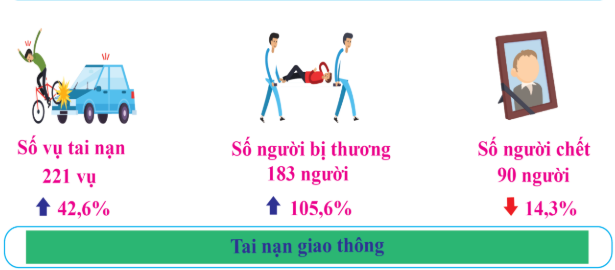 Số vụ tai nạn
221 vụ
42,6%
Số người bị thương
183 người
105,6%
Số người chết
90 người
14,3%
Tai nạn giao thông